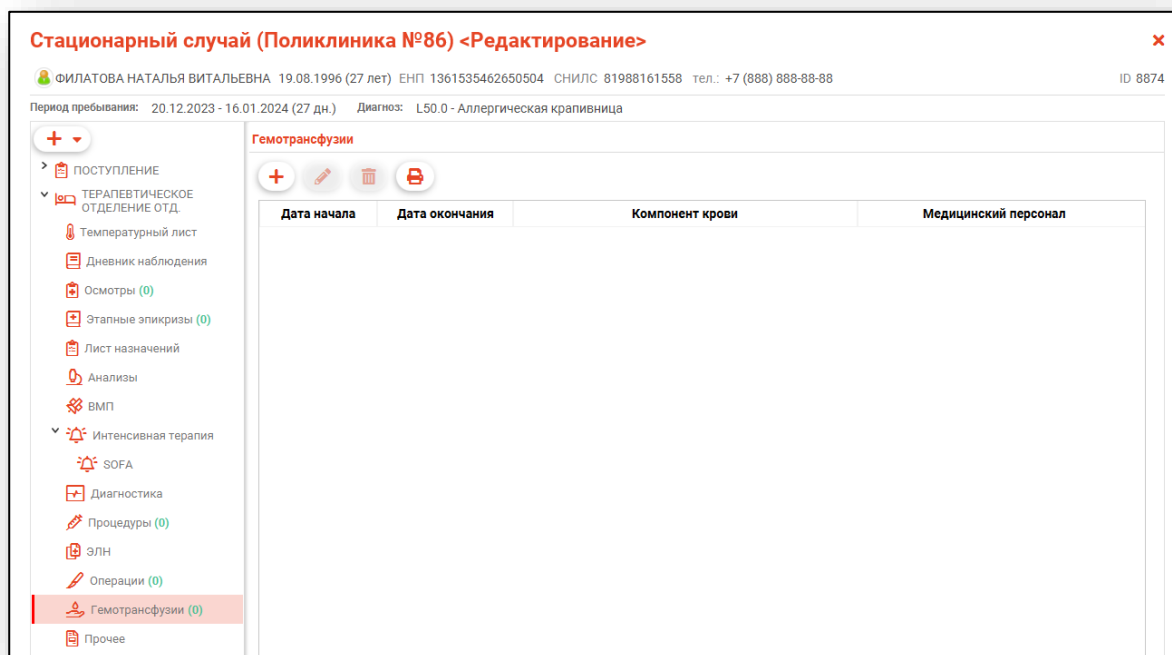 Стационарный случай (Поликлиника №86) <Редактирование>
ФИЛАТОВА НАТАЛЬЯ ВИТАЛЬЕВНА 19.08.1996 (27 лет) ЕНП 1361535462650504 СНИЛС 81988161558 тел.: +7 (888) 888-88-88 ID 8874
Период пребывания: 20.12.2023 - 16.01.2024 (27 дн.) Диагноз: L50.0 - Аллергическая крапивница
Гемотрансфузии
ПОСТУПЛЕНИЕ
ТЕРАПЕВТИЧЕСКОЕ
ОТДЕЛЕНИЕ ОТД.
Температурный лист
Дневник наблюдения
Осмотры (0)
Этапные эпикризы (0)
Лист назначений
Анализы
ВМП
Интенсивная терапия
SOFA
Диагностика
Процедуры (0)
ЭЛН
Операции (0)
Гемотрансфузии (0)
Прочее
Дата начала Дата окончания Компонент крови Медицинский персонал